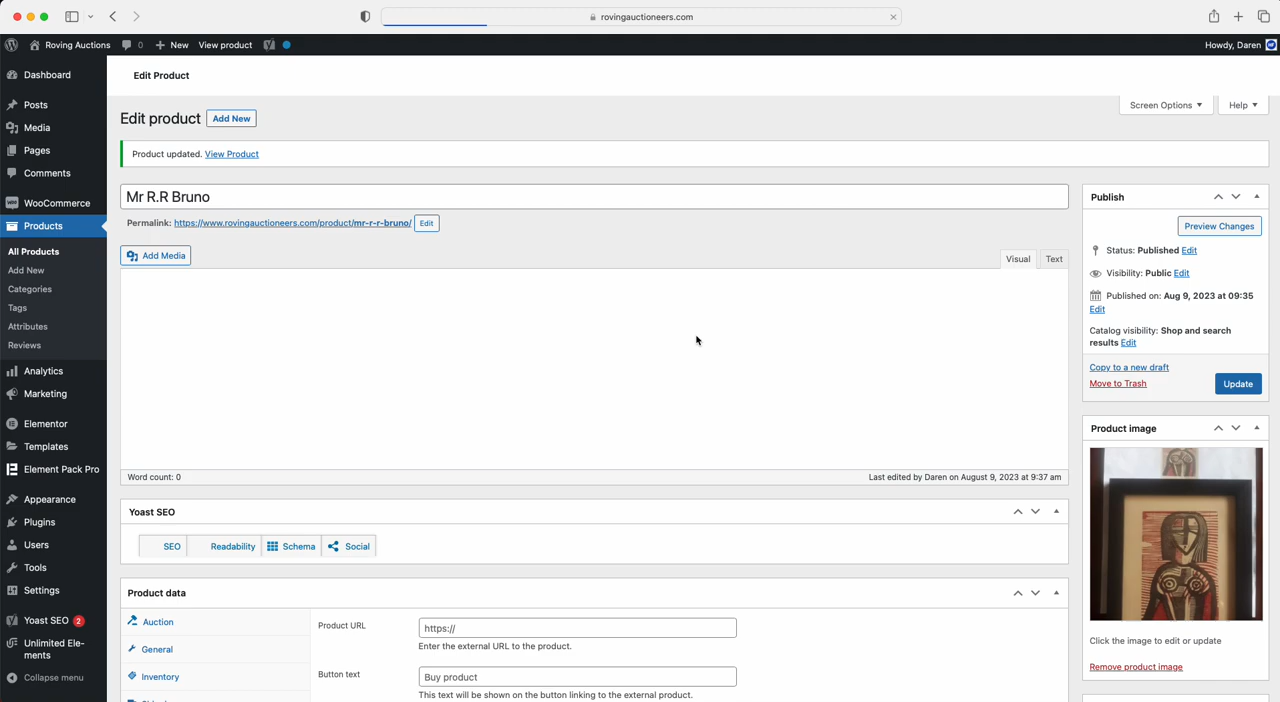 rovingauctioneers.com
Roving Auctions 0 New View product
Howdy, Daren
Dashboard
Posts
Media
Pages
Comments
WooCommerce
Products
All Products
Add New
Categories
Tags
Attributes
Reviews
Analytics
Marketing
Elementor
Templates
Element Pack Pro
Appearance
Plugins
Users
Tools
Settings
Yoast SEO 2
Unlimited Ele-
ments
Collapse menu
Edit Product
Screen Options
Help
Edit product Add New
Product updated. View Product
Mr R.R Bruno
Permalink: https://www.rovingauctioneers.com/product/mr-r-r-bruno/ Edit
Add Media
Visual Text
Word count: 0
Last edited by Daren on August 9, 2023 at 9:37 am
Yoast SEO
SEO Readability Schema Social
Product data
Auction
General
Inventory
Product URL
https://
Enter the external URL to the product.
Button text
Buy product
This text will be shown on the button linking to the external product.
Publish
Preview Changes
Status: Published Edit
Visibility: Public Edit
Published on: Aug 9, 2023 at 09:35
Edit
Catalog visibility: Shop and search
results Edit
Copy to a new draft
Move to Trash
Update
Product image
Click the image to edit or update
Remove product image